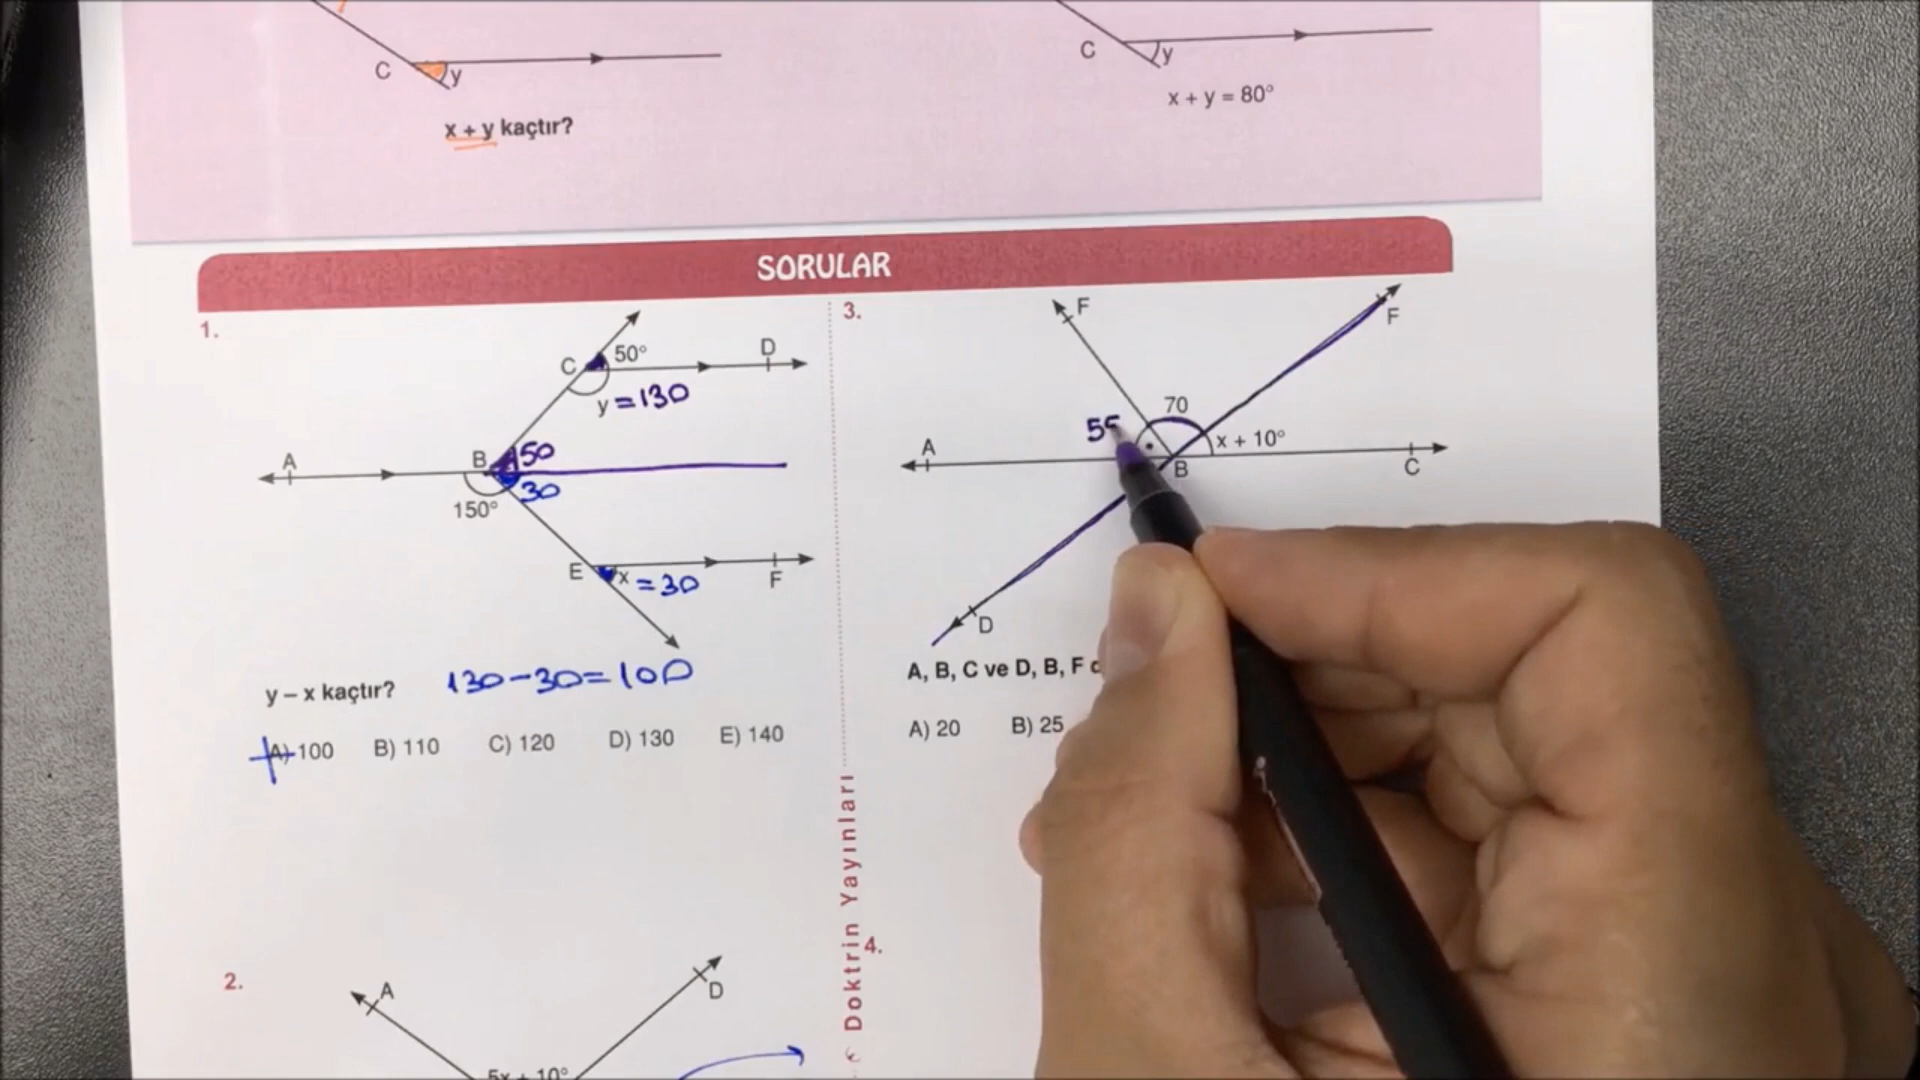 C
y
x + y kaçtır?
C
y
x + y = 80°
SORULAR
1.
C
50°
D
y = 130
A
B
50
30
150°
E
x = 30
F
y – x kaçtır?
130-30=100
A) 100 B) 110 C) 120 D) 130 E) 140
2.
A
D
5x + 10°
Doktrin Yayınları
3.
F
F
70
55
A
x + 10°
B
C
D
A, B, C ve D, B, F
A) 20 B) 25
4.